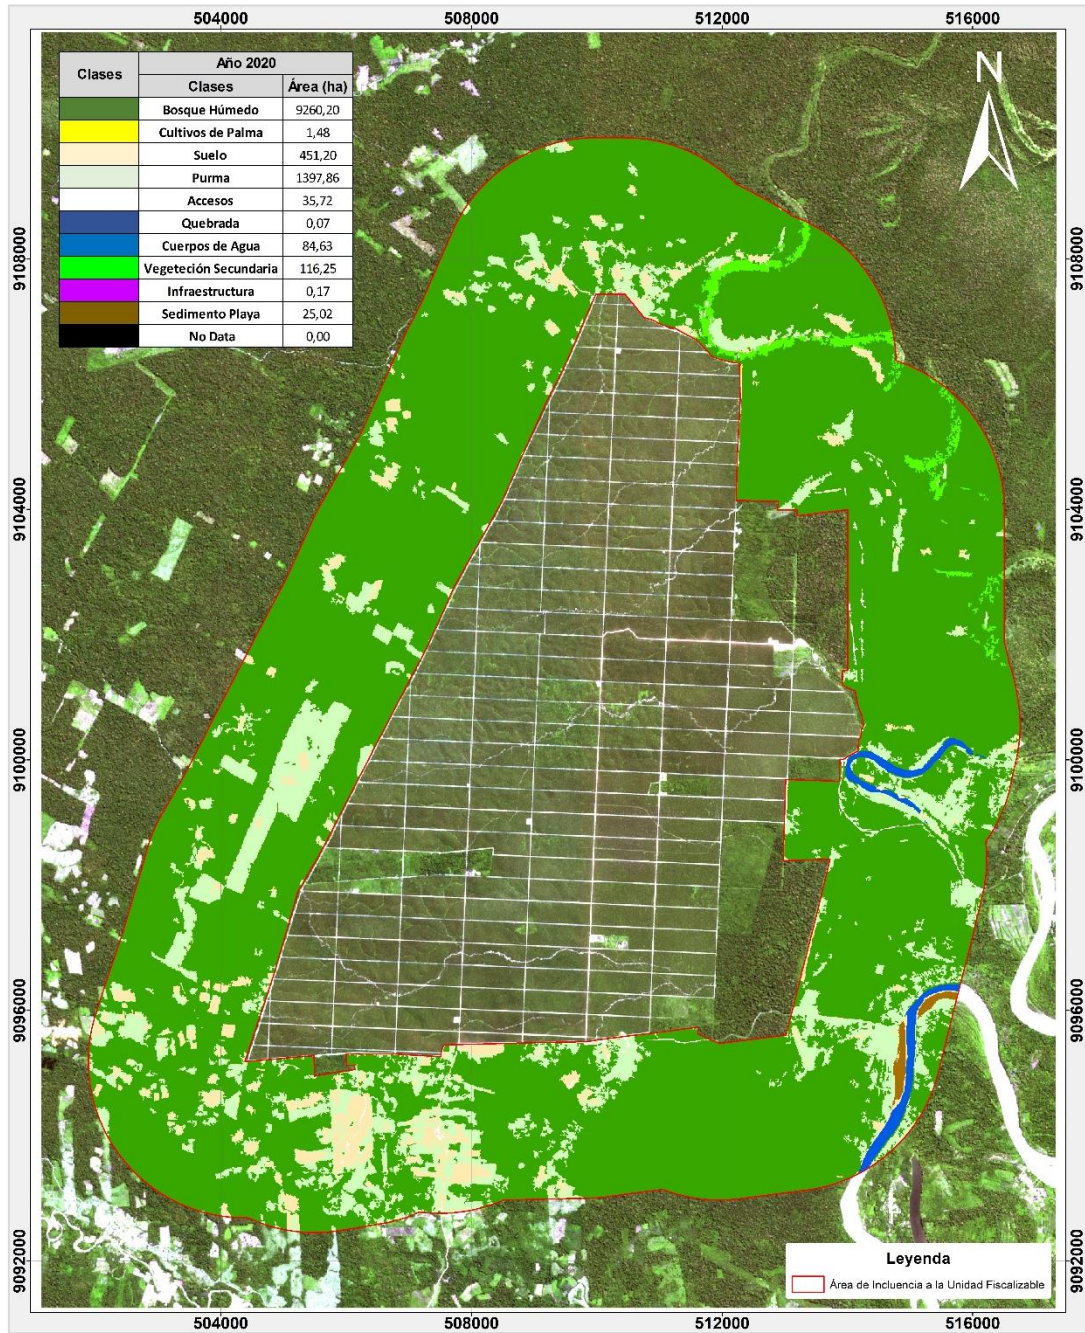 504000 508000 512000 516000
Clases Año 2020
Clases Área (ha)
Bosque Húmedo 9260,20
Cultivos de Palma 1,48
Suelo 451,20
Purma 1397,86
Accesos 35,72
Quebrada 0,07
Cuerpos de Agua 84,63
Vegeteción Secundaria 116,25
Infraestructura 0,17
Sedimento Playa 25,02
No Data 0,00
N
9108000 9108000
9104000 9104000
9100000 9100000
9096000 9096000
9092000 9092000
Leyenda
Área de Incluencia a la Unidad Fiscalizable
504000 508000 512000 516000